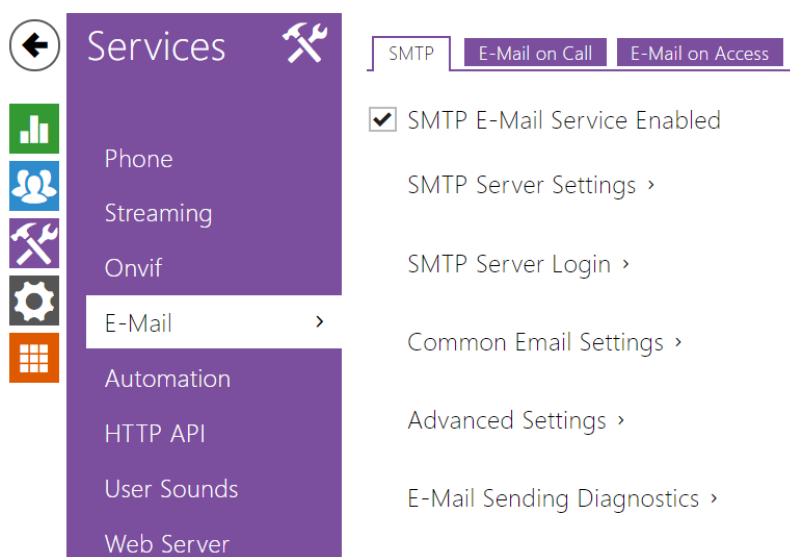 Services
Phone
Streaming
Onvif
E-Mail
Automation
HTTP API
User Sounds
Web Server
SMTP
E-Mail on Call
E-Mail on Access
SMTP E-Mail Service Enabled
SMTP Server Settings
SMTP Server Login
Common Email Settings
Advanced Settings
E-Mail Sending Diagnostics